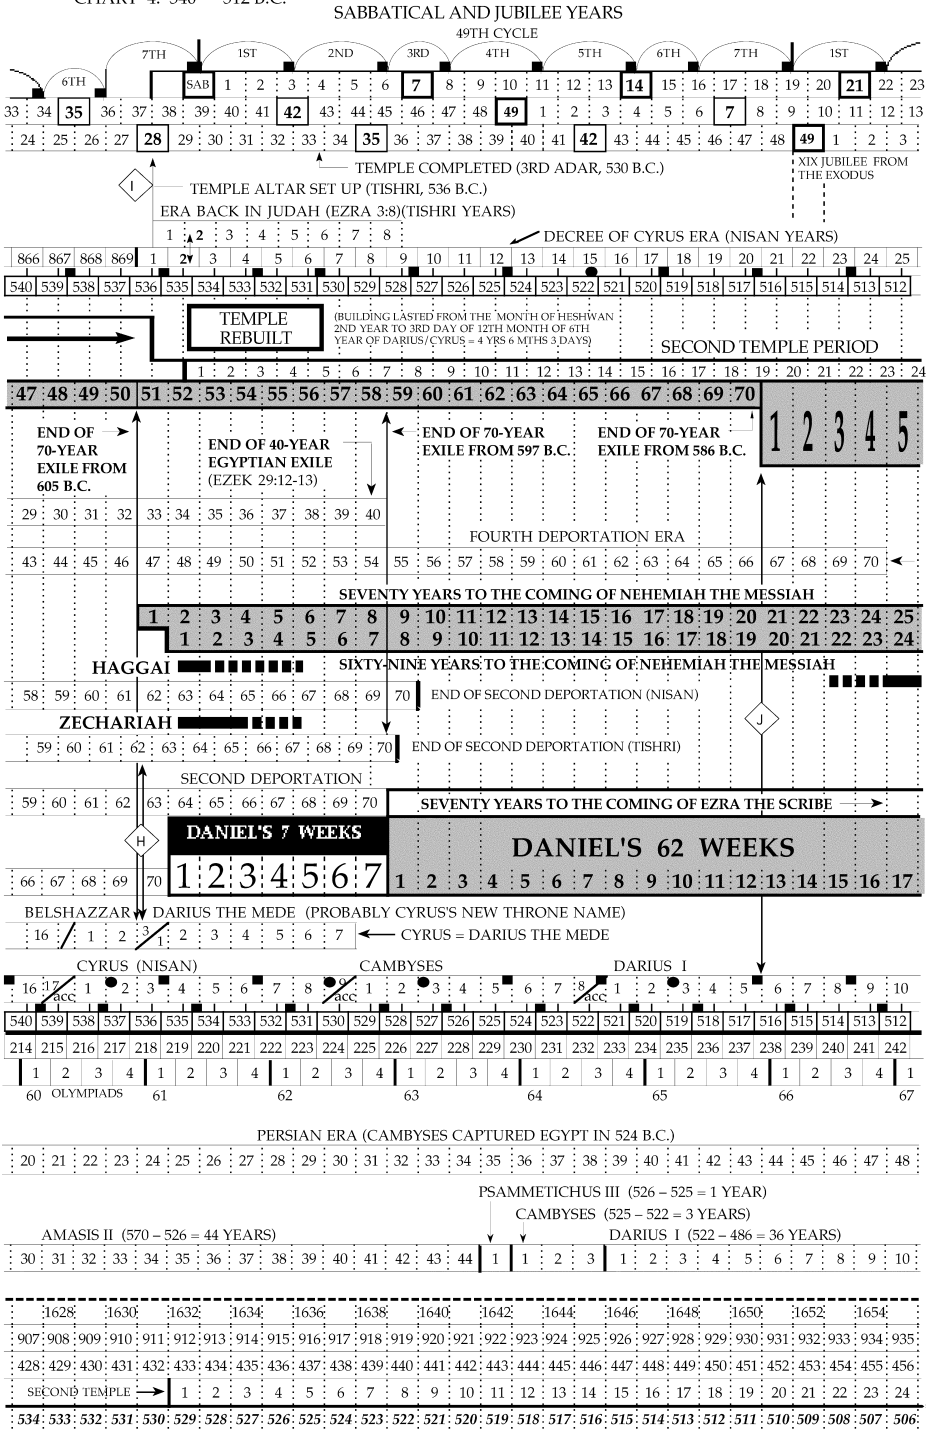 CHART 4. 540 — 512 B.C.
SABBATICAL AND JUBILEE YEARS
49TH CYCLE
7TH 1ST 2ND 3RD 4TH 5TH 6TH 7TH 1ST
6TH
SAB 1 2 3 4 5 6 7 8 9 10 11 12 13 14 15 16 17 18 19 20 21 22 23
33 34 35 36 37 38 39 40 41 42 43 44 45 46 47 48 49 1 2 3 4 5 6 7 8 9 10 11 12 13
24 25 26 27 28 29 30 31 32 33 34 35 36 37 38 39 40 41 42 43 44 45 46 47 48 49 1 2 3
TEMPLE COMPLETED (3RD ADAR, 530 B.C.)
XIX JUBILEE FROM
THE EXODUS
I
TEMPLE ALTAR SET UP (TISHRI, 536 B.C.)
ERA BACK IN JUDAH (EZRA 3:8)(TISHRI YEARS)
1 2 3 4 5 6 7 8
DECREE OF CYRUS ERA (NISAN YEARS)
866 867 868 869 1 2 3 4 5 6 7 8 9 10 11 12 13 14 15 16 17 18 19 20 21 22 23 24 25
540 539 538 537 536 535 534 533 532 531 530 529 528 527 526 525 524 523 522 521 520 519 518 517 516 515 514 513 512
TEMPLE
REBUILT
(BUILDING LASTED FROM THE MONTH OF HESHWAN
2ND YEAR TO 3RD DAY OF 12TH MONTH OF 6TH
YEAR OF DARIUS/CYRUS = 4 YRS 6 MTHS 3 DAYS)
SECOND TEMPLE PERIOD
1 2 3 4 5 6 7 8 9 10 11 12 13 14 15 16 17 18 19 20 21 22 23 24
47 48 49 50 51 52 53 54 55 56 57 58 59 60 61 62 63 64 65 66 67 68 69 70
1 2 3 4 5
END OF
70-YEAR
EXILE FROM
605 B.C.
END OF 40-YEAR
EGYPTIAN EXILE
(EZEK 29:12-13)
END OF 70-YEAR
EXILE FROM 597 B.C.
END OF 70-YEAR
EXILE FROM 586 B.C.
29 30 31 32 33 34 35 36 37 38 39 40
FOURTH DEPORTATION ERA
43 44 45 46 47 48 49 50 51 52 53 54 55 56 57 58 59 60 61 62 63 64 65 66 67 68 69 70
SEVENTY YEARS TO THE COMING OF NEHEMIAH THE MESSIAH
1 2 3 4 5 6 7 8 9 10 11 12 13 14 15 16 17 18 19 20 21 22 23 24 25
1 2 3 4 5 6 7 8 9 10 11 12 13 14 15 16 17 18 19 20 21 22 23 24
HAGGAI
SIXTY-NINE YEARS TO THE COMING OF NEHEMIAH THE MESSIAH
58 59 60 61 62 63 64 65 66 67 68 69 70
END OF SECOND DEPORTATION (NISAN)
J
ZECHARIAH
59 60 61 62 63 64 65 66 67 68 69 70
END OF SECOND DEPORTATION (TISHRI)
SECOND DEPORTATION
59 60 61 62 63 64 65 66 67 68 69 70
SEVENTY YEARS TO THE COMING OF EZRA THE SCRIBE
H
DANIEL'S 7 WEEKS
DANIEL'S 62 WEEKS
66 67 68 69 70
1 2 3 4 5 6 7
1 2 3 4 5 6 7 8 9 10 11 12 13 14 15 16 17
BELSHAZZAR
DARIUS THE MEDE (PROBABLY CYRUS'S NEW THRONE NAME)
16 1 2 3 1 2 3 4 5 6 7
CYRUS = DARIUS THE MEDE
CYRUS (NISAN)
CAMBYSES
DARIUS I
16 17 acc 1 2 3 4 5 6 7 8 9 acc 1 2 3 4 5 6 7 8 acc 1 2 3 4 5 6 7 8 9 10
540 539 538 537 536 535 534 533 532 531 530 529 528 527 526 525 524 523 522 521 520 519 518 517 516 515 514 513 512
214 215 216 217 218 219 220 221 222 223 224 225 226 227 228 229 230 231 232 233 234 235 236 237 238 239 240 241 242
1 2 3 4 1 2 3 4 1 2 3 4 1 2 3 4 1 2 3 4 1 2 3 4 1 2 3 4 1
60 OLYMPIADS 61 62 63 64 65 66 67
PERSIAN ERA (CAMBYSES CAPTURED EGYPT IN 524 B.C.)
20 21 22 23 24 25 26 27 28 29 30 31 32 33 34 35 36 37 38 39 40 41 42 43 44 45 46 47 48
PSAMMETICHUS III (526 – 525 = 1 YEAR)
CAMBYSES (525 – 522 = 3 YEARS)
AMASIS II (570 – 526 = 44 YEARS)
DARIUS I (522 – 486 = 36 YEARS)
30 31 32 33 34 35 36 37 38 39 40 41 42 43 44 1 1 2 3 1 2 3 4 5 6 7 8 9 10
1628 1630 1632 1634 1636 1638 1640 1642 1644 1646 1648 1650 1652 1654
907 908 909 910 911 912 913 914 915 916 917 918 919 920 921 922 923 924 925 926 927 928 929 930 931 932 933 934 935
428 429 430 431 432 433 434 435 436 437 438 439 440 441 442 443 444 445 446 447 448 449 450 451 452 453 454 455 456
SECOND TEMPLE 1 2 3 4 5 6 7 8 9 10 11 12 13 14 15 16 17 18 19 20 21 22 23 24
534 533 532 531 530 529 528 527 526 525 524 523 522 521 520 519 518 517 516 515 514 513 512 511 510 509 508 507 506